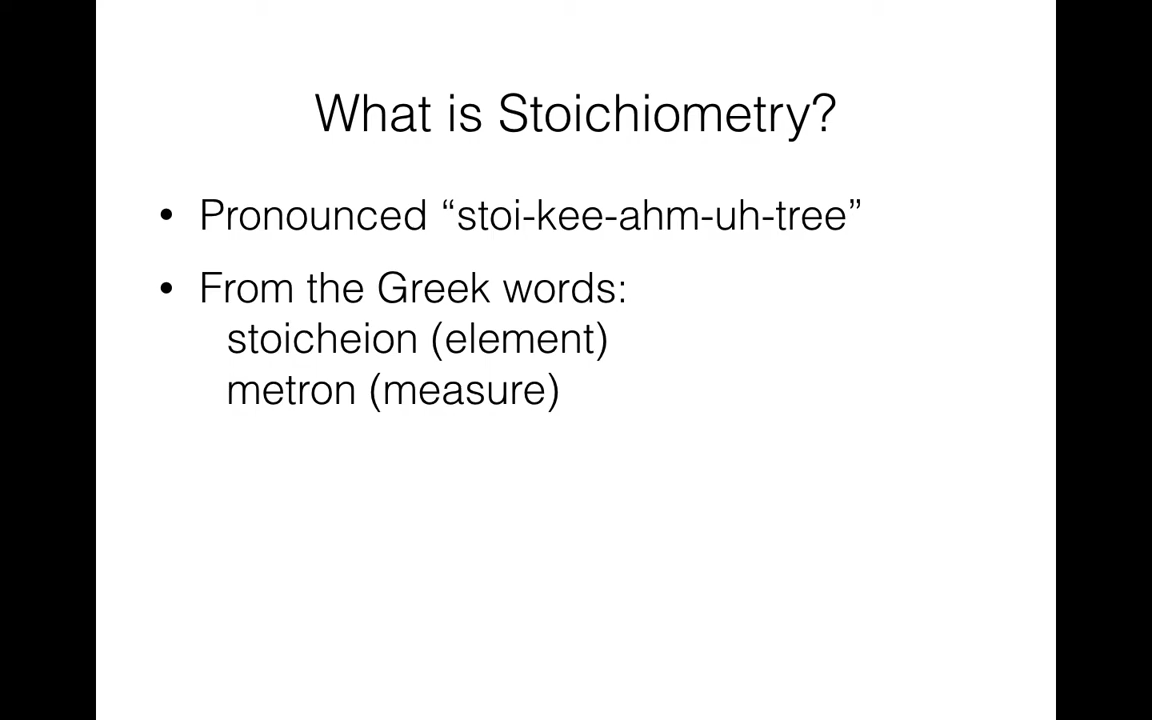 What is Stoichiometry?
• Pronounced “stoi-kee-ahm-uh-tree”
• From the Greek words:
stoicheion (element)
metron (measure)